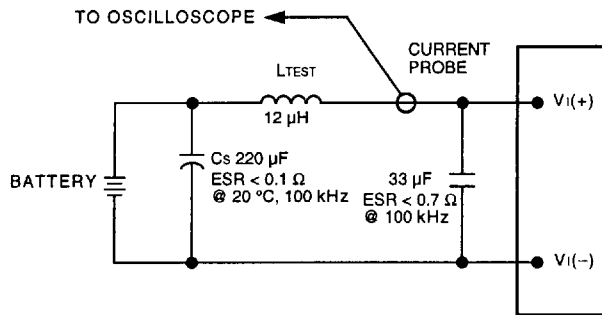 TO OSCILLOSCOPE
CURRENT
PROBE
LTEST
12 µH
VI(+)
CS 220 µF
ESR < 0.1 Ω
@ 20 °C, 100 kHz
BATTERY
33 µF
ESR < 0.7 Ω
@ 100 kHz
VI(–)